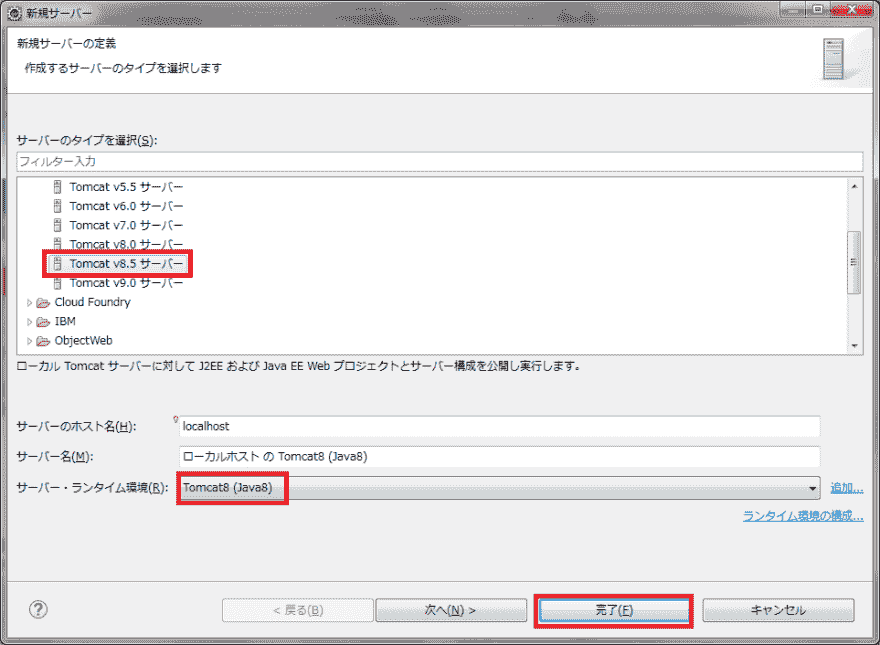 新規サーバー
新規サーバーの定義
作成するサーバーのタイプを選択します
サーバーのタイプを選択(S):
フィルター入力
Tomcat v5.5 サーバー
Tomcat v6.0 サーバー
Tomcat v7.0 サーバー
Tomcat v8.0 サーバー
Tomcat v8.5 サーバー
Tomcat v9.0 サーバー
Cloud Foundry
IBM
ObjectWeb
ローカル Tomcat サーバーに対して J2EE および Java EE Web プロジェクトとサーバー構成を公開し実行します。
サーバーのホスト名(H): localhost
サーバー名(M): ローカルホスト の Tomcat8 (Java8)
サーバー・ランタイム環境(R): Tomcat8 (Java8) 追加...
ランタイム環境の構成...
< 戻る(B) 次へ(N) > 完了(F) キャンセル